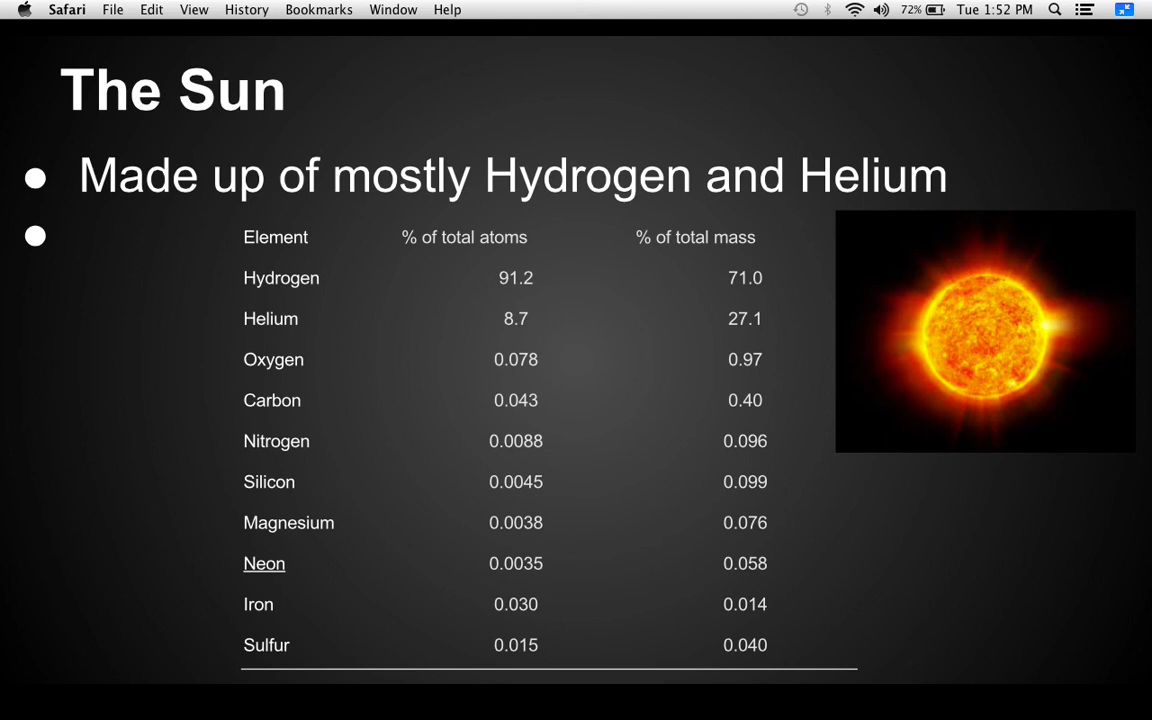 Safari File Edit View History Bookmarks Window Help 72% Tue 1:52 PM
The Sun
● Made up of mostly Hydrogen and Helium
●
Element % of total atoms % of total mass
Hydrogen 91.2 71.0
Helium 8.7 27.1
Oxygen 0.078 0.97
Carbon 0.043 0.40
Nitrogen 0.0088 0.096
Silicon 0.0045 0.099
Magnesium 0.0038 0.076
Neon 0.0035 0.058
Iron 0.030 0.014
Sulfur 0.015 0.040